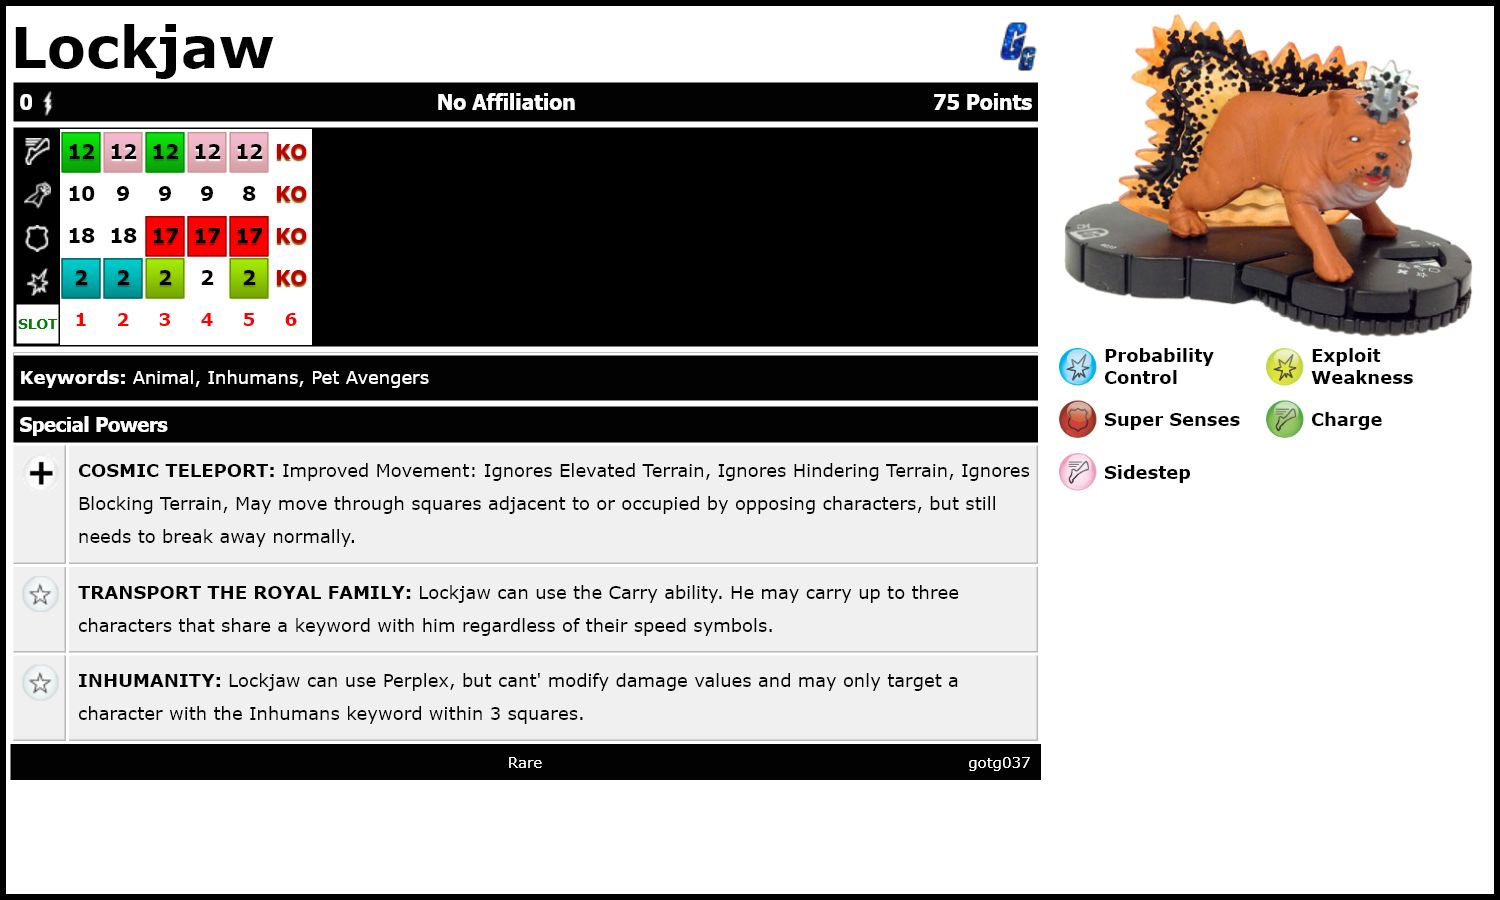 Lockjaw
GG
0 No Affiliation 75 Points
12 12 12 12 12 KO
10 9 9 9 8 KO
18 18 17 17 17 KO
2 2 2 2 2 KO
SLOT 1 2 3 4 5 6
Keywords: Animal, Inhumans, Pet Avengers
Special Powers
COSMIC TELEPORT: Improved Movement: Ignores Elevated Terrain, Ignores Hindering Terrain, Ignores
Blocking Terrain, May move through squares adjacent to or occupied by opposing characters, but still
needs to break away normally.
TRANSPORT THE ROYAL FAMILY: Lockjaw can use the Carry ability. He may carry up to three
characters that share a keyword with him regardless of their speed symbols.
INHUMANITY: Lockjaw can use Perplex, but cant' modify damage values and may only target a
character with the Inhumans keyword within 3 squares.
Rare gotg037
Probability
Control
Exploit
Weakness
Super Senses
Charge
Sidestep